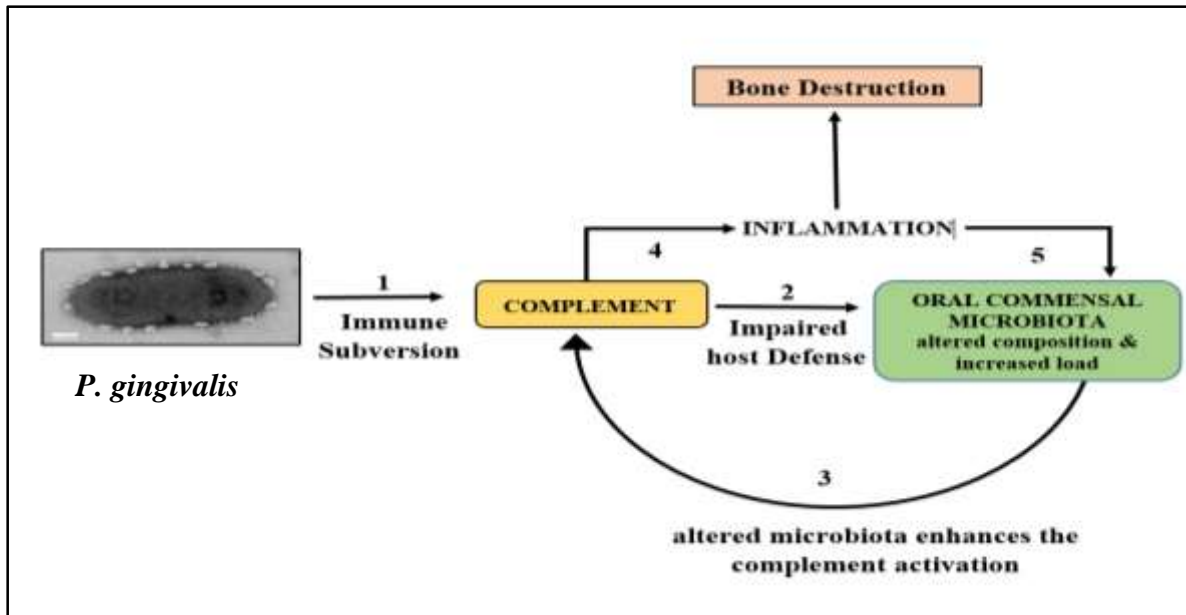 Bone Destruction
INFLAMMATION
4
5
1
Immune
Subversion
COMPLEMENT
2
Impaired
host Defense
ORAL COMMENSAL
MICROBIOTA
altered composition &
increased load
P. gingivalis
3
altered microbiota enhances the
complement activation